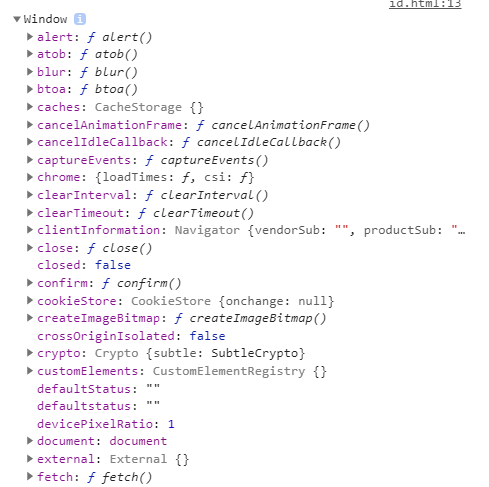 id.html:13
Window i
alert: ƒ alert()
atob: ƒ atob()
blur: ƒ blur()
btoa: ƒ btoa()
caches: CacheStorage {}
cancelAnimationFrame: ƒ cancelAnimationFrame()
cancelIdleCallback: ƒ cancelIdleCallback()
captureEvents: ƒ captureEvents()
chrome: {loadTimes: ƒ, csi: ƒ}
clearInterval: ƒ clearInterval()
clearTimeout: ƒ clearTimeout()
clientInformation: Navigator {vendorSub: "", productSub: "…
close: ƒ close()
closed: false
confirm: ƒ confirm()
cookieStore: CookieStore {onchange: null}
createImageBitmap: ƒ createImageBitmap()
crossOriginIsolated: false
crypto: Crypto {subtle: SubtleCrypto}
customElements: CustomElementRegistry {}
defaultStatus: ""
defaultstatus: ""
devicePixelRatio: 1
document: document
external: External {}
fetch: ƒ fetch()